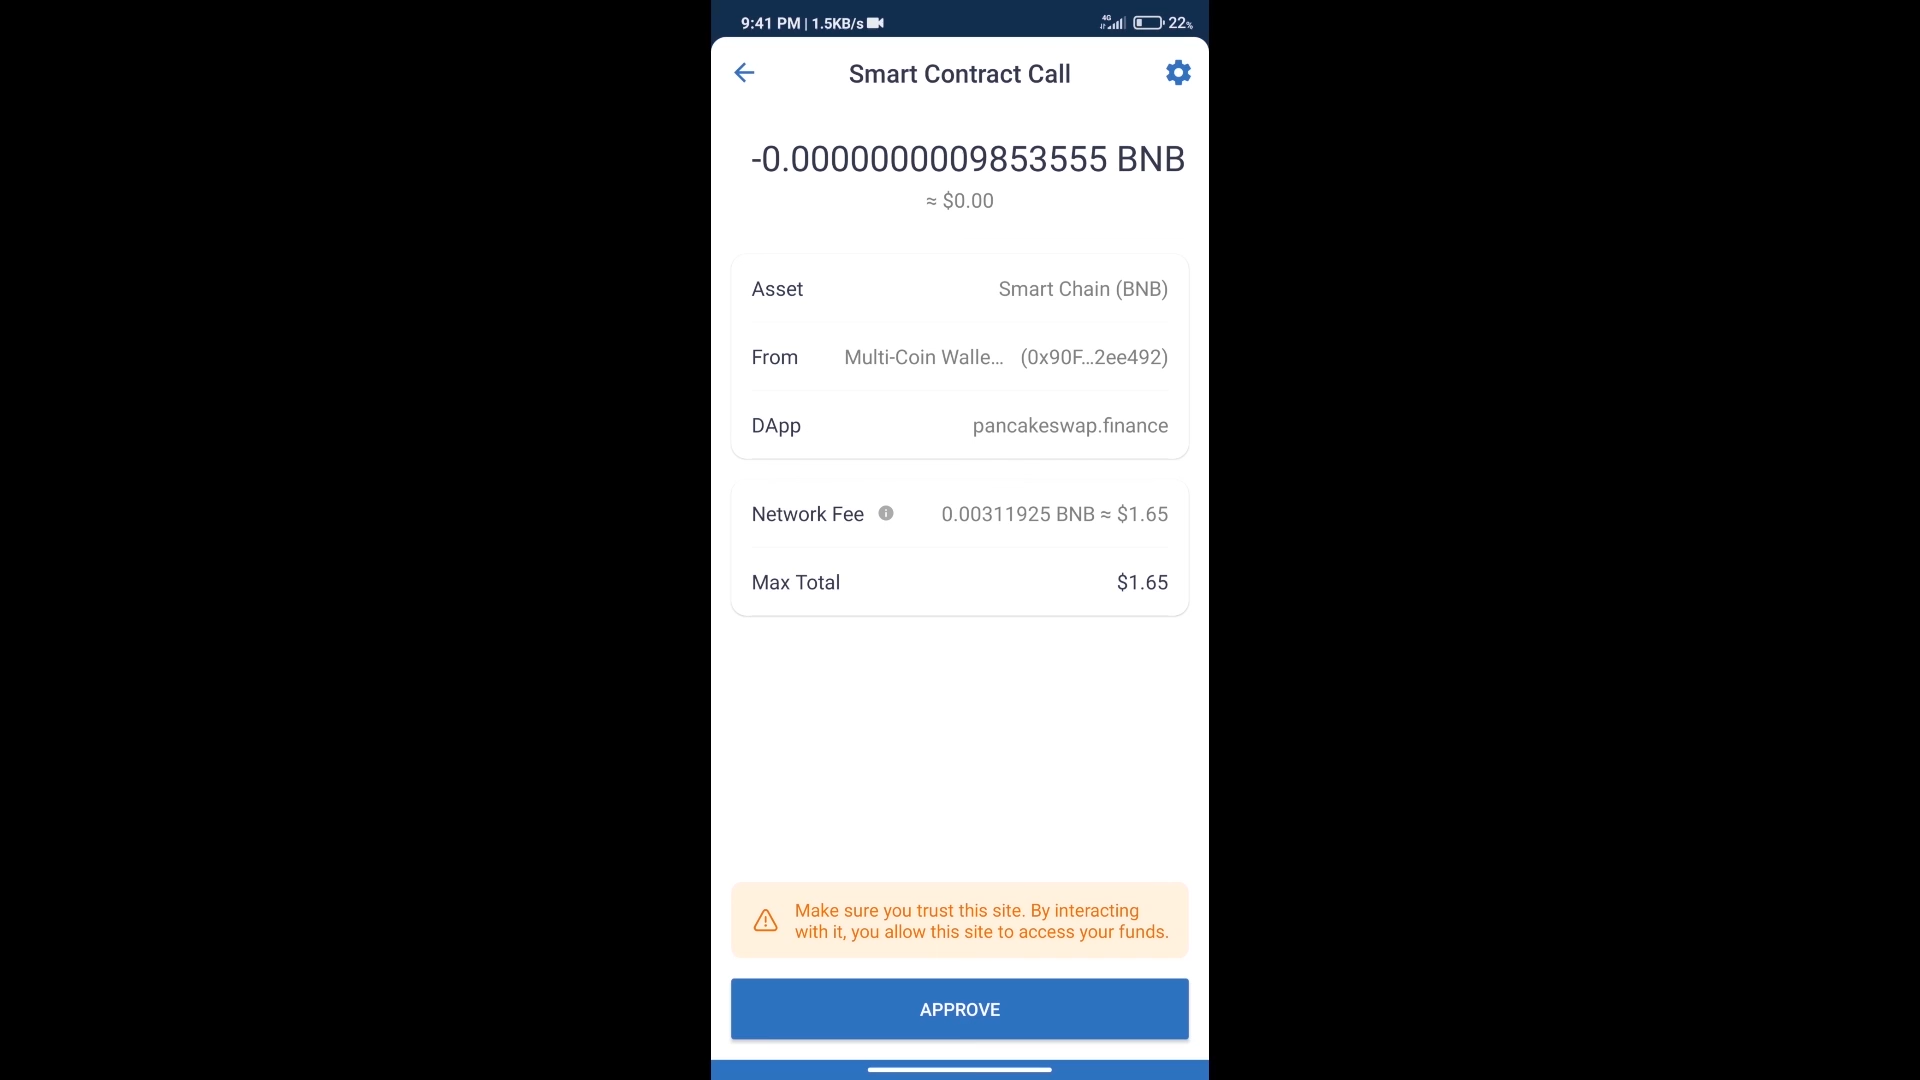 9:41 PM | 1.5KB/s 4G 22%
Smart Contract Call
-0.0000000009853555 BNB
≈ $0.00
Asset Smart Chain (BNB)
From Multi-Coin Walle... (0x90F...2ee492)
DApp pancakeswap.finance
Network Fee 0.00311925 BNB ≈ $1.65
Max Total $1.65
Make sure you trust this site. By interacting
with it, you allow this site to access your funds.
APPROVE